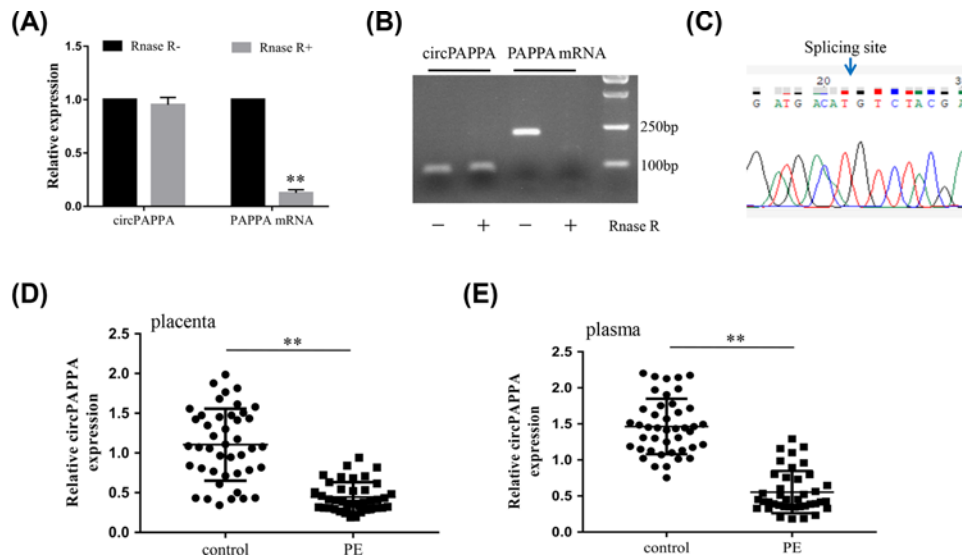 (A)
Rnase R-
Rnase R+
Relative expression
1.5
1.0
0.5
0.0
**
circPAPPA
PAPPA mRNA
(B)
circPAPPA PAPPA mRNA
250bp
100bp
− + − + Rnase R
(C)
Splicing site
20
G ATG ACATG T C TACG A
(D)
placenta
Relative circPAPPA
expression
2.5
2.0
1.5
1.0
0.5
0.0
**
control
PE
(E)
plasma
Relative circPAPPA
expression
2.5
2.0
1.5
1.0
0.5
0.0
**
control
PE